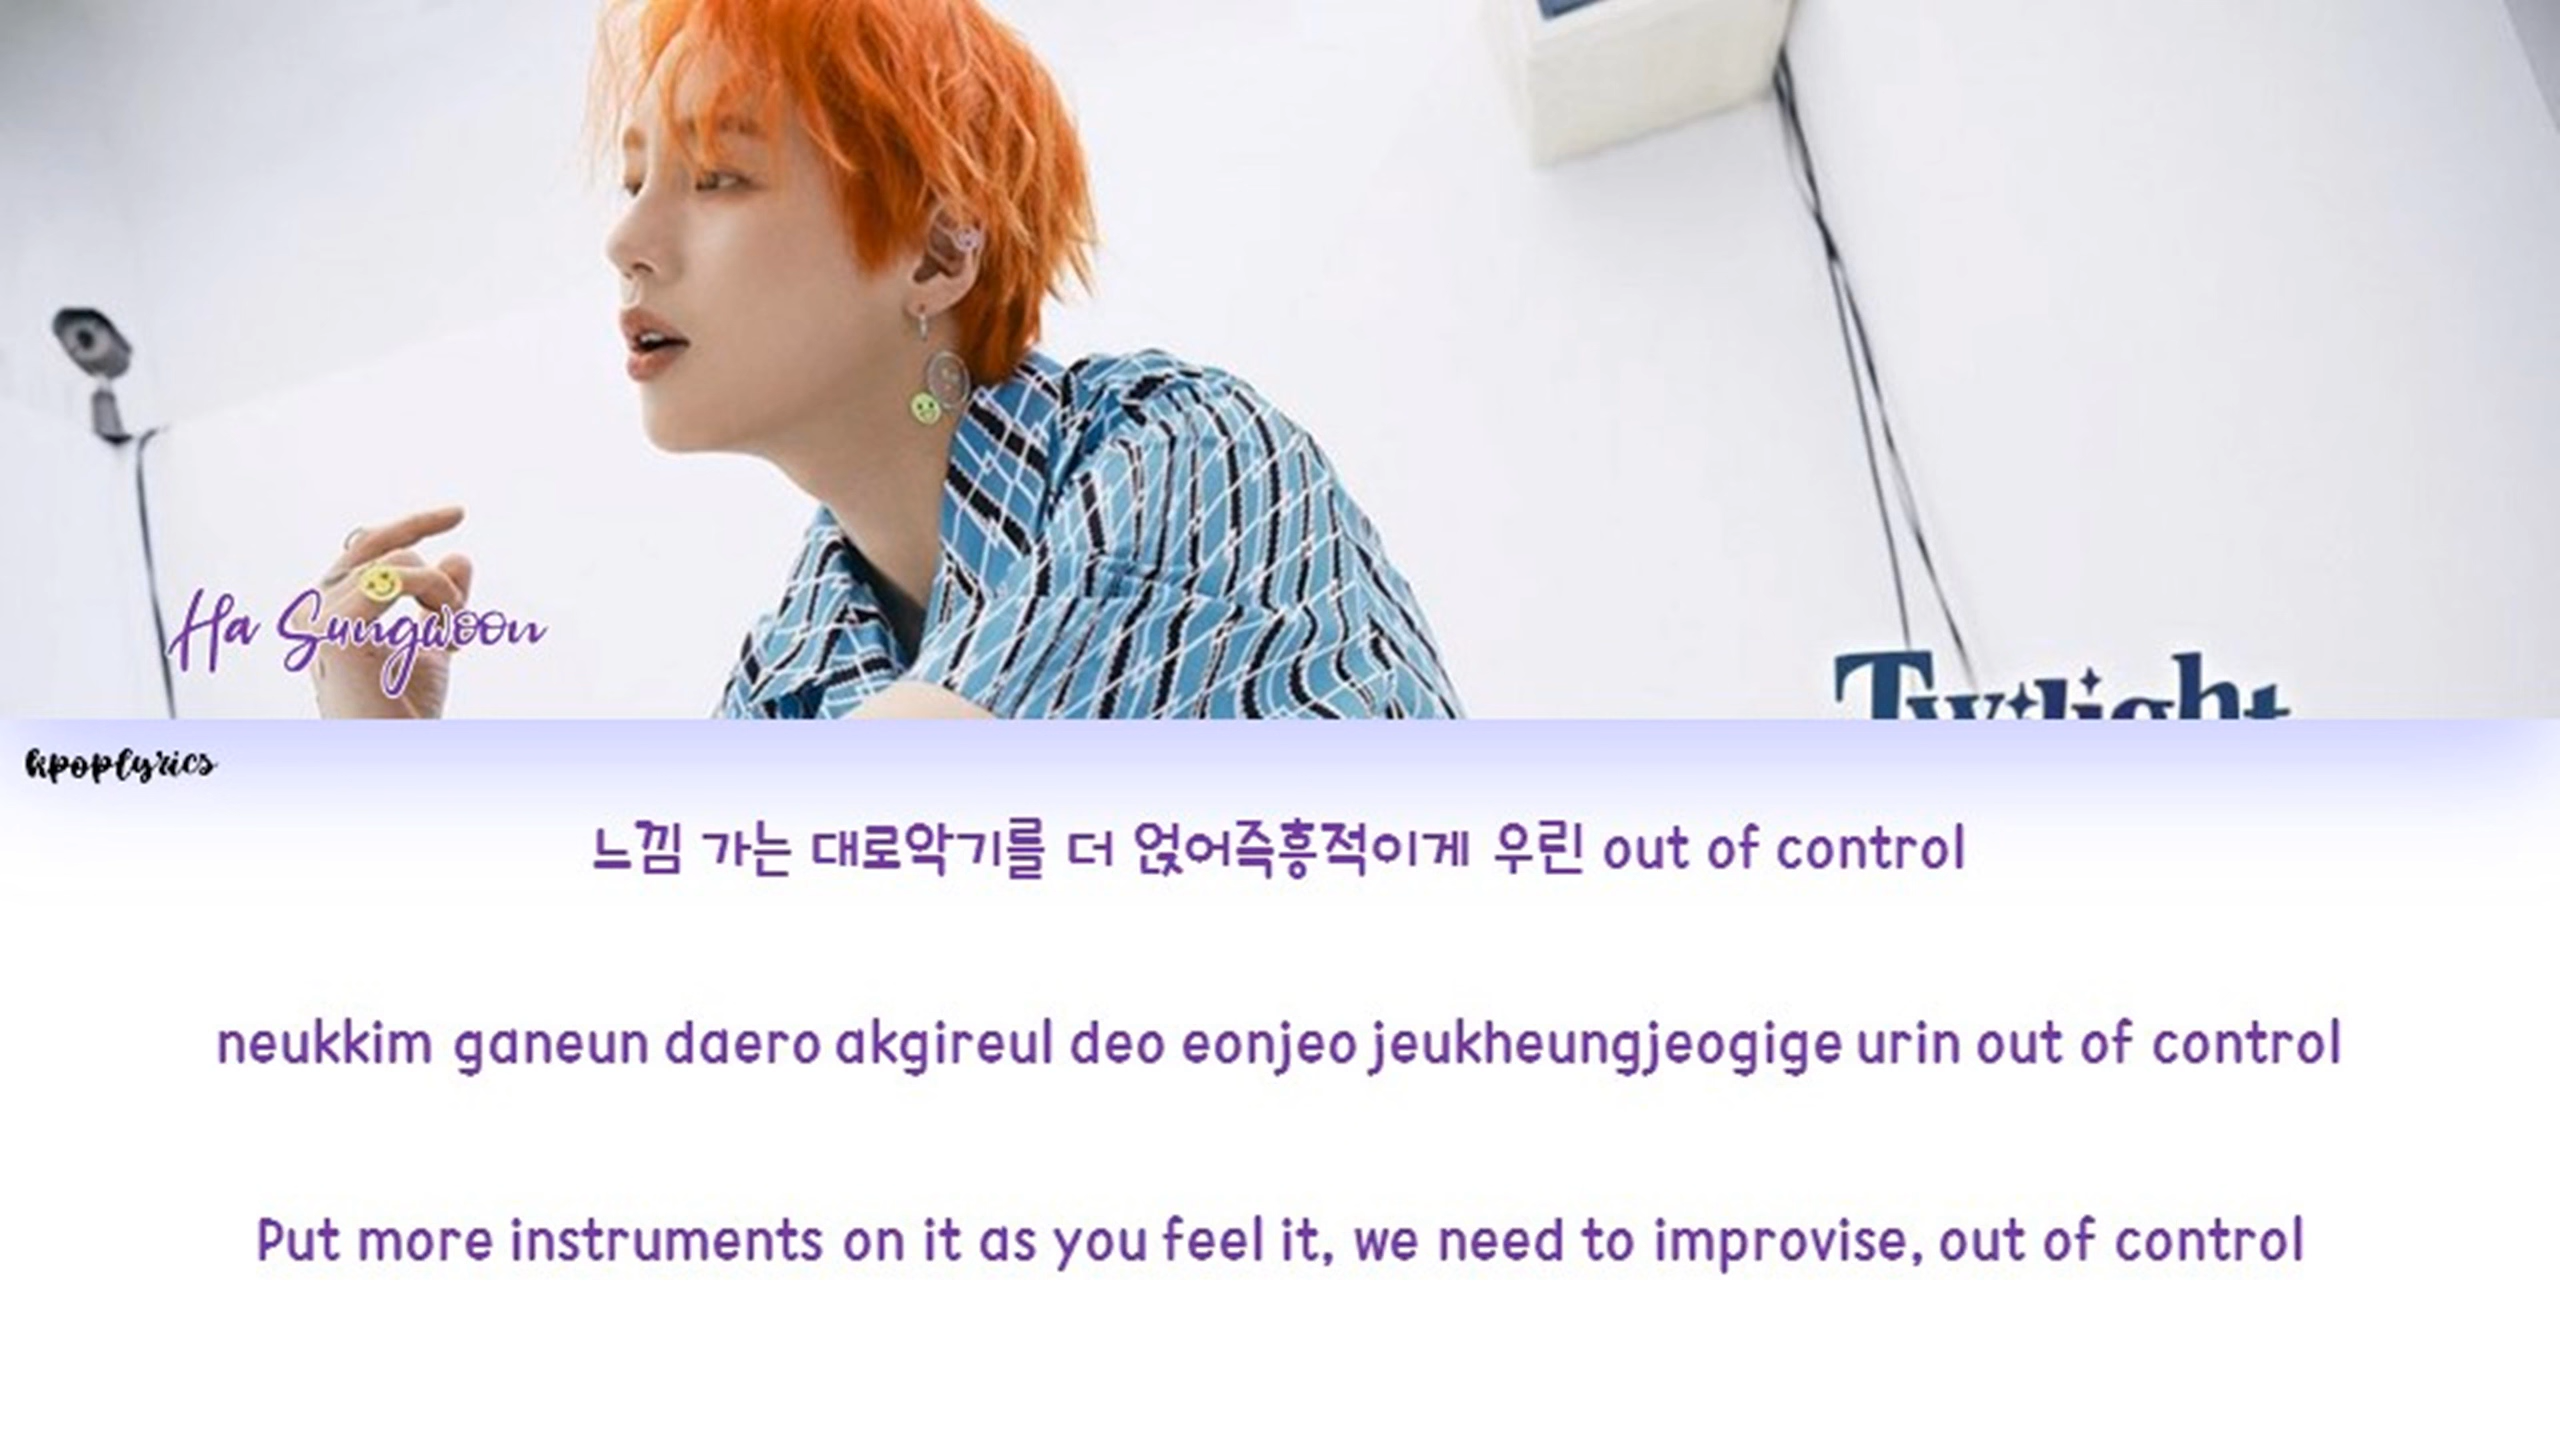 Ha Sungwoon
Twilight
kpoplyrics
느낌 가는 대로악기를 더 얹어즉흥적이게 우린 out of control
neukkim ganeun daero akgireul deo eonjeo jeukheungjeogige urin out of control
Put more instruments on it as you feel it, we need to improvise, out of control